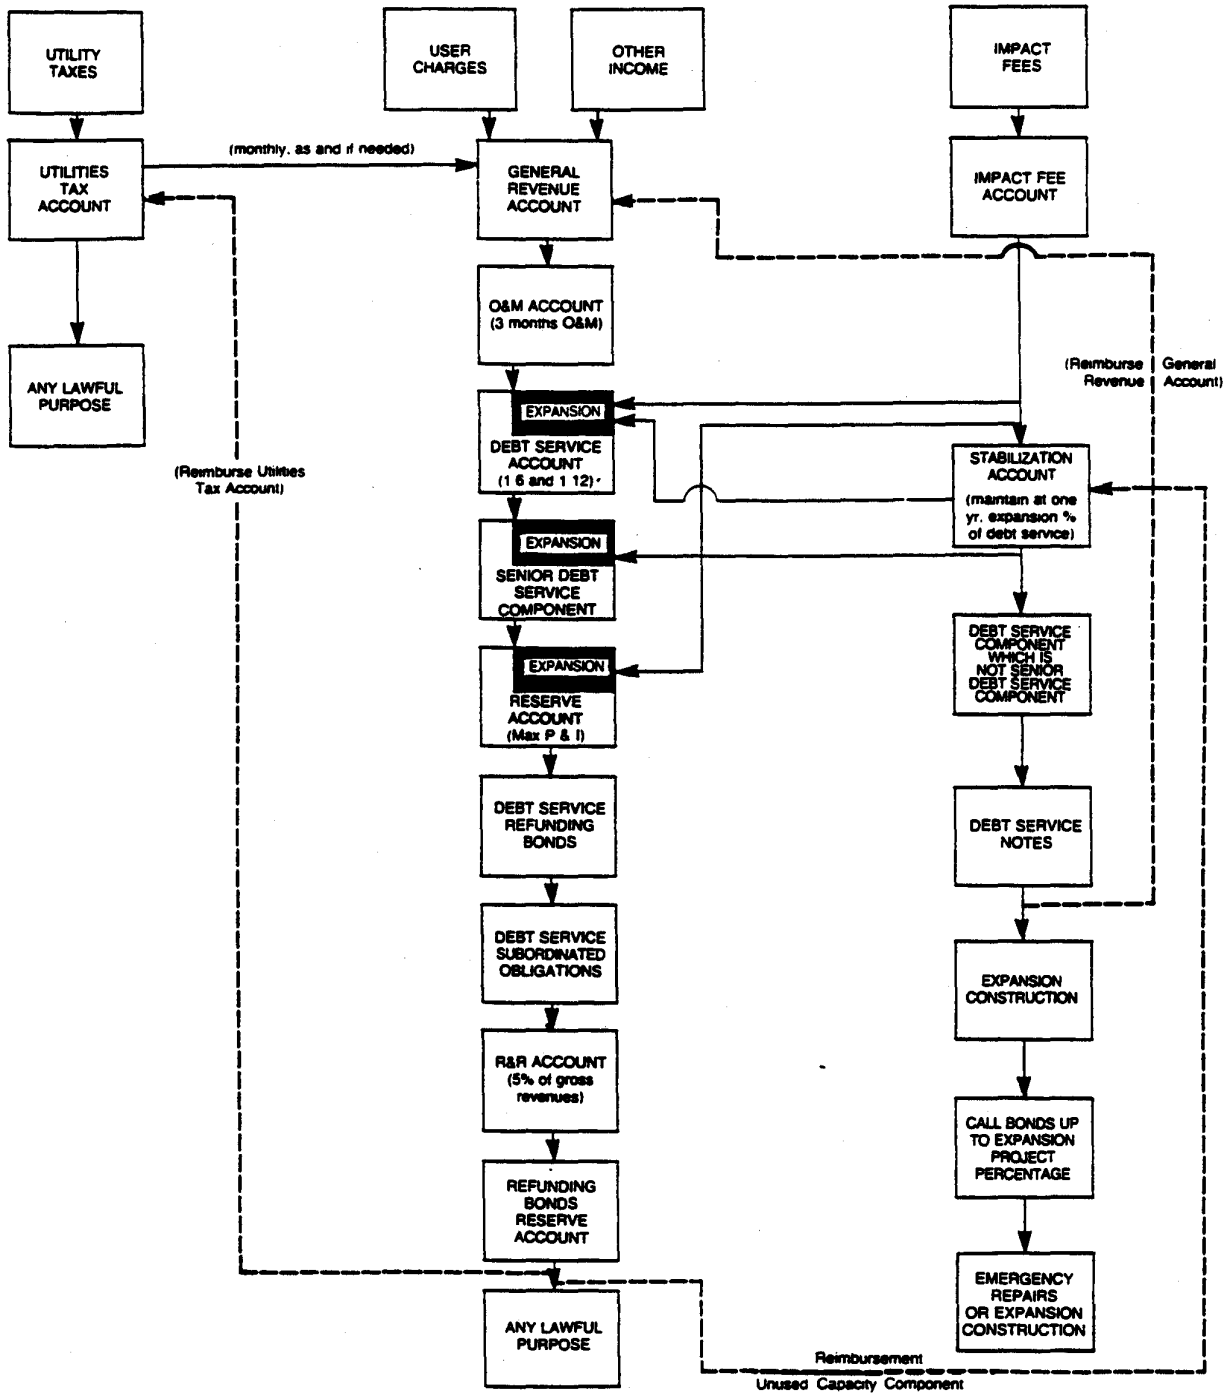 UTILITY
TAXES
USER
CHARGES
OTHER
INCOME
IMPACT
FEES
UTILITIES
TAX
ACCOUNT
(monthly, as and if needed)
GENERAL
REVENUE
ACCOUNT
IMPACT FEE
ACCOUNT
O&M ACCOUNT
(3 months O&M)
ANY LAWFUL
PURPOSE
(Reimburse General
Revenue Account)
EXPANSION
DEBT SERVICE
ACCOUNT
(1 6 and 1 12)
STABILIZATION
ACCOUNT
(maintain at one
yr. expansion %
of debt service)
(Reimburse Utilities
Tax Account)
EXPANSION
SENIOR DEBT
SERVICE
COMPONENT
DEBT SERVICE
COMPONENT
WHICH IS
NOT SENIOR
DEBT SERVICE
COMPONENT
EXPANSION
RESERVE
ACCOUNT
(Max P & I)
DEBT SERVICE
REFUNDING
BONDS
DEBT SERVICE
NOTES
DEBT SERVICE
SUBORDINATED
OBLIGATIONS
EXPANSION
CONSTRUCTION
R&R ACCOUNT
(5% of gross
revenues)
CALL BONDS UP
TO EXPANSION
PROJECT
PERCENTAGE
REFUNDING
BONDS
RESERVE
ACCOUNT
EMERGENCY
REPAIRS
OR EXPANSION
CONSTRUCTION
ANY LAWFUL
PURPOSE
Reimbursement
Unused Capacity Component